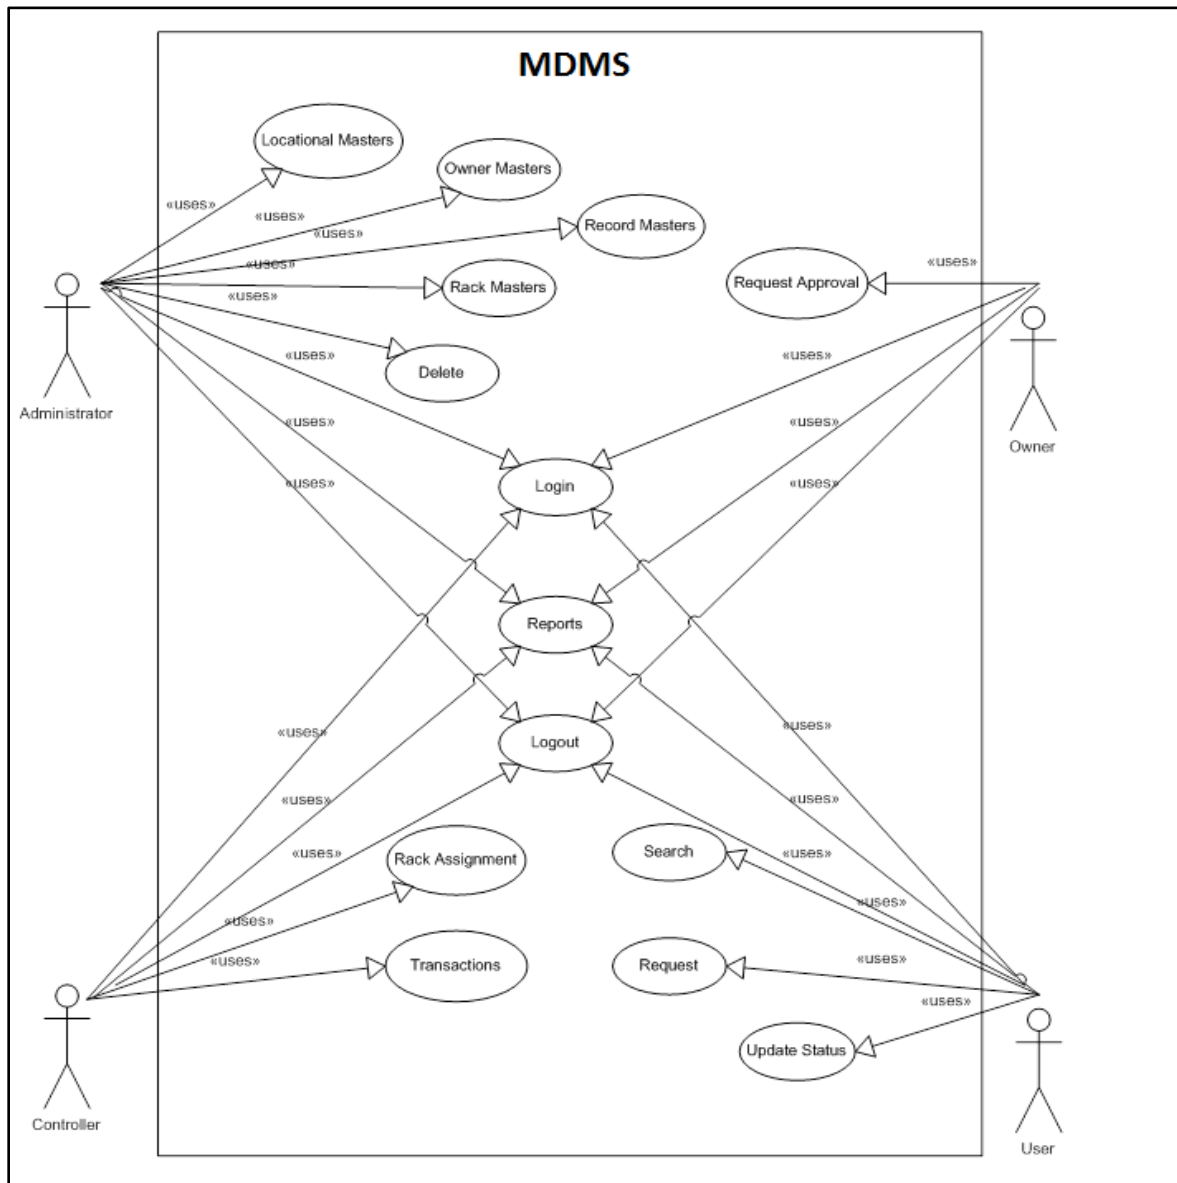 MDMS
Locational Masters
Owner Masters
«uses»
«uses»
Record Masters
«uses»
«uses»
Request Approval
«uses»
Rack Masters
«uses»
«uses»
«uses»
Delete
Administrator
«uses»
«uses»
Owner
«uses»
«uses»
Login
Reports
«uses»
«uses»
Logout
«uses»
«uses»
«uses»
«uses»
Rack Assignment
Search
«uses»
«uses»
«uses»
«uses»
Transactions
Request
«uses»
Update Status
Controller
User